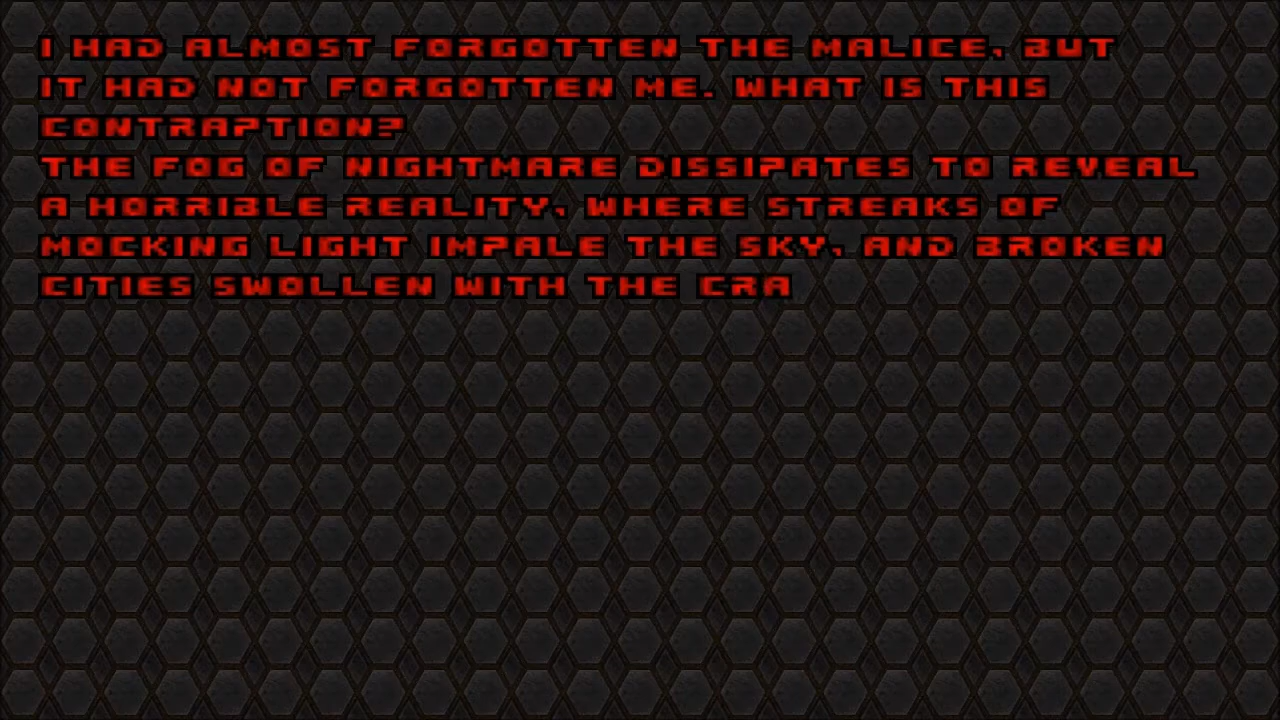 I HAD ALMOST FORGOTTEN THE MALICE, BUT
IT HAD NOT FORGOTTEN ME. WHAT IS THIS
CONTRAPTION?
THE FOG OF NIGHTMARE DISSIPATES TO REVEAL
A HORRIBLE REALITY, WHERE STREAKS OF
MOCKING LIGHT IMPALE THE SKY, AND BROKEN
CITIES SWOLLEN WITH THE CRA